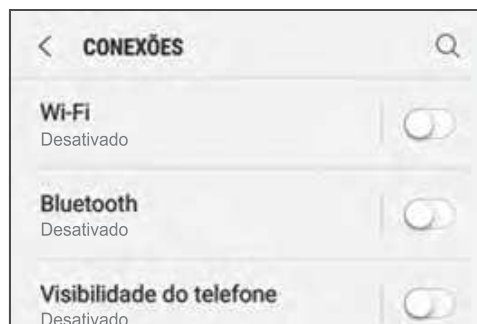 CONEXÕES
Wi-Fi
Desativado
Bluetooth
Desativado
Visibilidade do telefone
Desativado